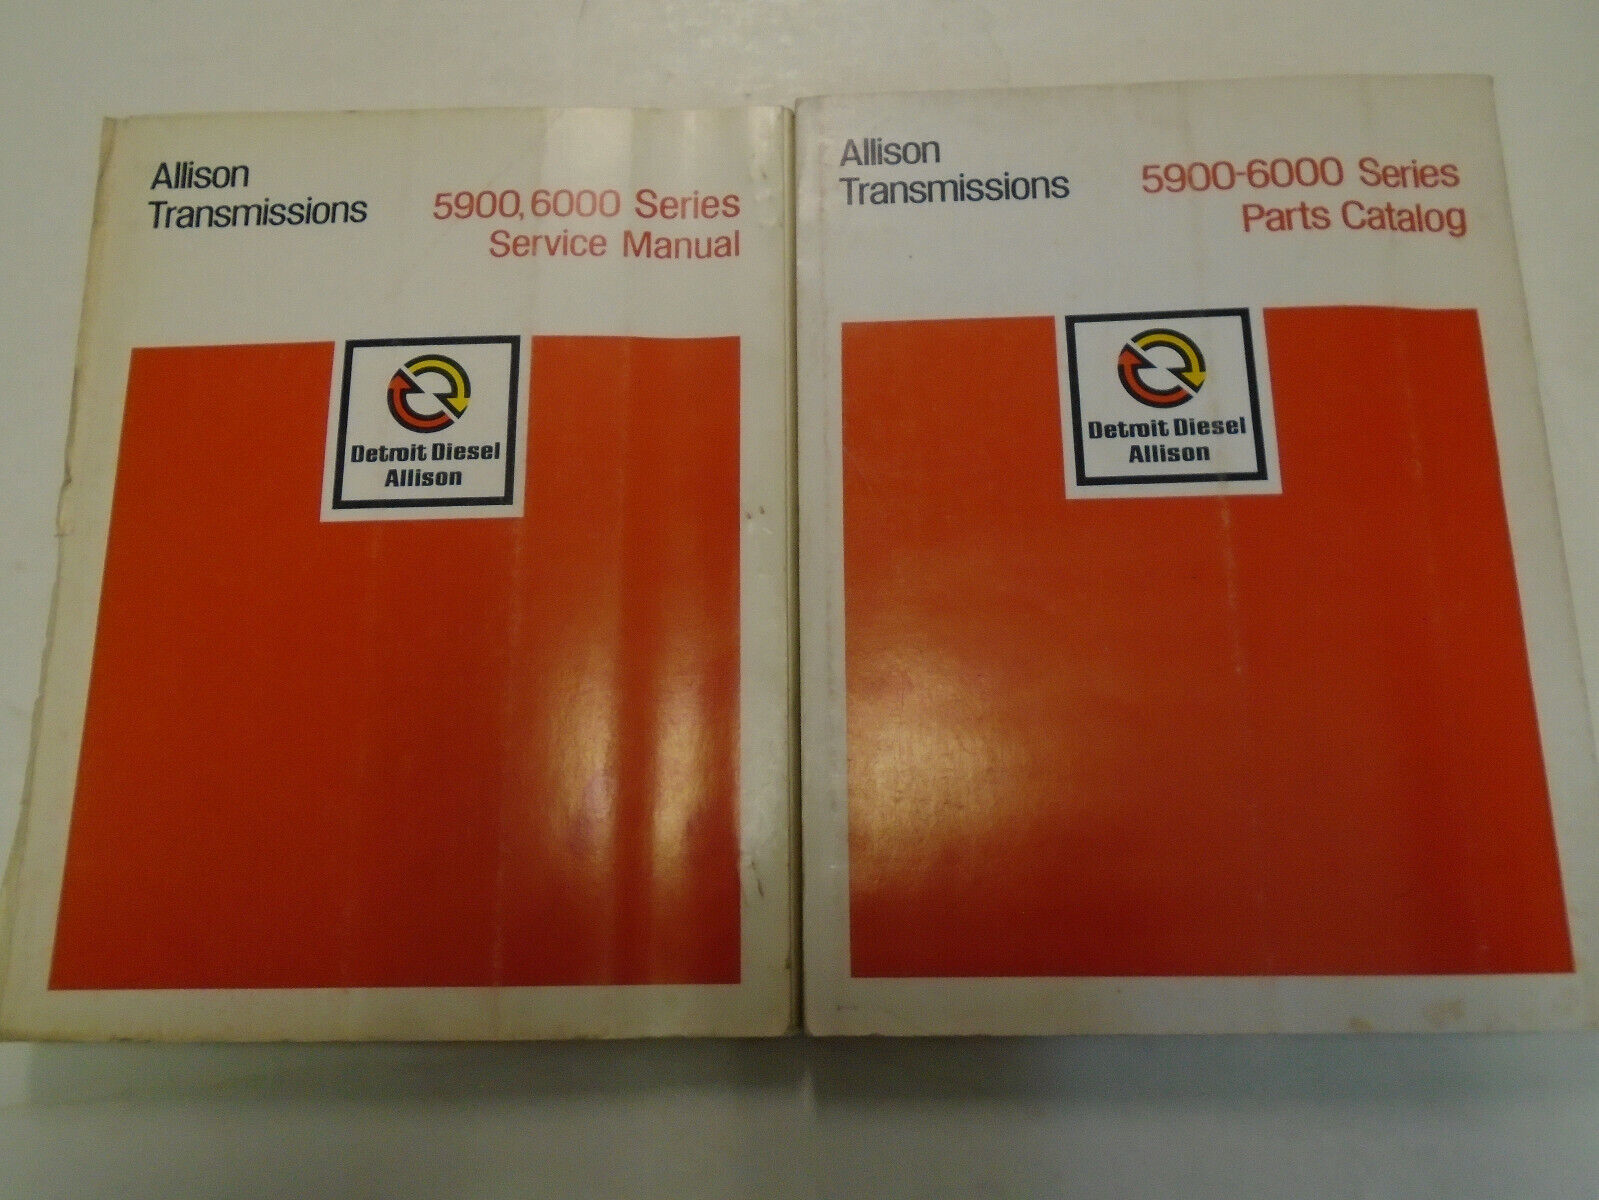 Allison
Transmissions
5900, 6000 Series
Service Manual
Detroit Diesel
Allison
Allison
Transmissions
5900-6000 Series
Parts Catalog
Detroit Diesel
Allison